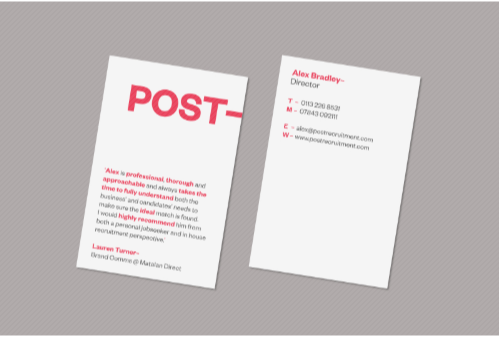 POST–
'Alex is professional, thorough and
approachable and always takes the
time to fully understand both the
business' and candidates' needs to
make sure the ideal match is found.
I would highly recommend him from
both a personal jobseeker and in house
recruitment perspective.'
Lauren Turner–
Brand Comms @ Matalan Direct
Alex Bradley–
Director
T – 0113 226
M – 07843
E – alex@postrecruitment.com
W – www.postrecruitment.com